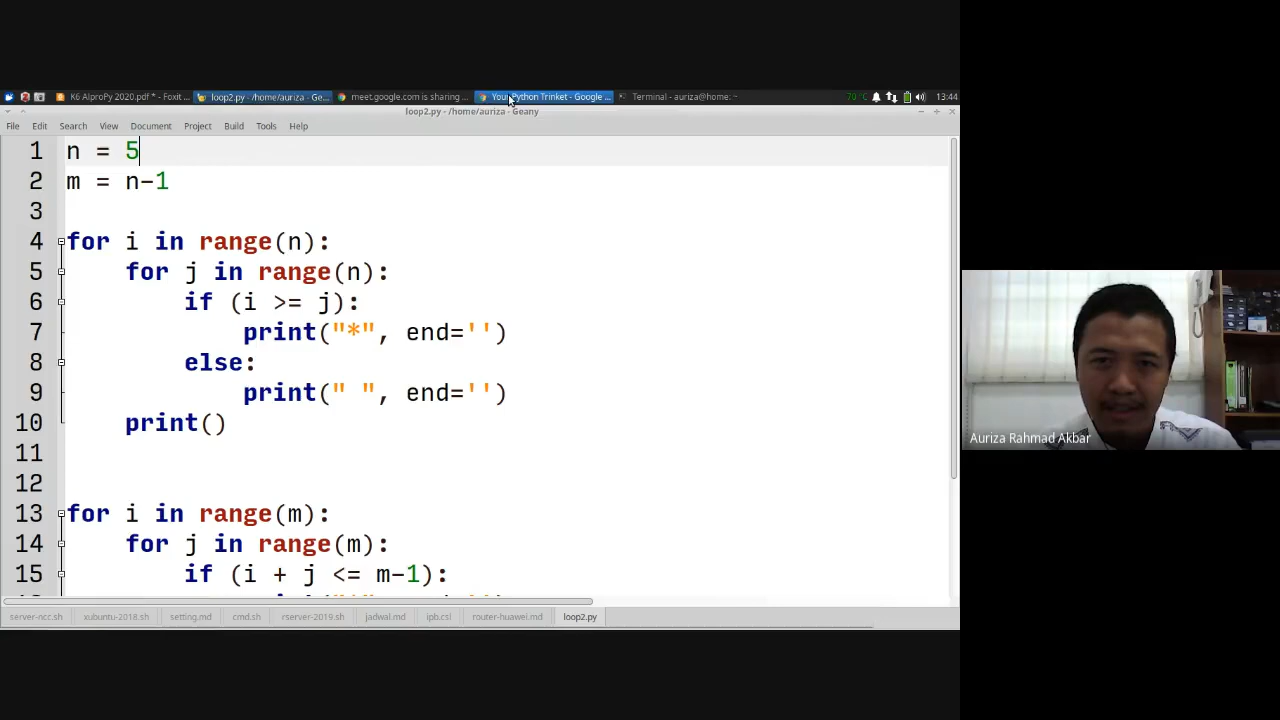 K6 AlproPy 2020.pdf * - Foxit ...
loop2.py - /home/auriza - Ge...
meet.google.com is sharing ...
Your Python Trinket - Google ...
Terminal - auriza@home: ~
70 °C
13:44
loop2.py - /home/auriza - Geany
File Edit Search View Document Project Build Tools Help
1 n = 5
2 m = n-1
3
4 for i in range(n):
5     for j in range(n):
6         if (i >= j):
7             print("*", end='')
8         else:
9             print(" ", end='')
10     print()
11
12
13 for i in range(m):
14     for j in range(m):
15         if (i + j <= m-1):
Auriza Rahmad Akbar
server-ncc.sh xubuntu-2018.sh setting.md cmd.sh rserver-2019.sh jadwal.md ipb.csl router-huawei.md loop2.py